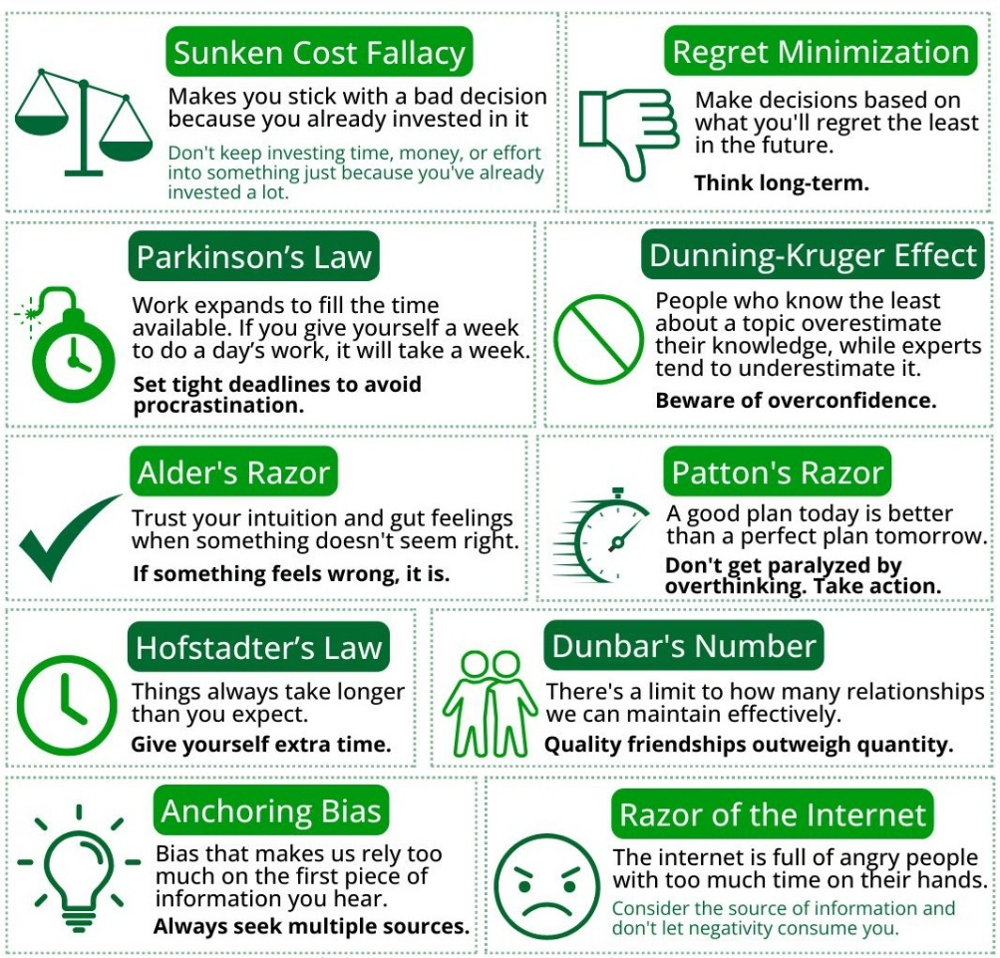 Sunken Cost Fallacy
Makes you stick with a bad decision
because you already invested in it
Don't keep investing time, money, or effort
into something just because you've already
invested a lot.
Regret Minimization
Make decisions based on
what you'll regret the least
in the future.
Think long-term.
Parkinson’s Law
Work expands to fill the time
available. If you give yourself a week
to do a day’s work, it will take a week.
Set tight deadlines to avoid
procrastination.
Dunning-Kruger Effect
People who know the least
about a topic overestimate
their knowledge, while experts
tend to underestimate it.
Beware of overconfidence.
Alder's Razor
Trust your intuition and gut feelings
when something doesn't seem right.
If something feels wrong, it is.
Patton's Razor
A good plan today is better
than a perfect plan tomorrow.
Don't get paralyzed by
overthinking. Take action.
Hofstadter’s Law
Things always take longer
than you expect.
Give yourself extra time.
Dunbar's Number
There's a limit to how many relationships
we can maintain effectively.
Quality friendships outweigh quantity.
Anchoring Bias
Bias that makes us rely too
much on the first piece of
information you hear.
Always seek multiple sources.
Razor of the Internet
The internet is full of angry people
with too much time on their hands.
Consider the source of information and
don't let negativity consume you.